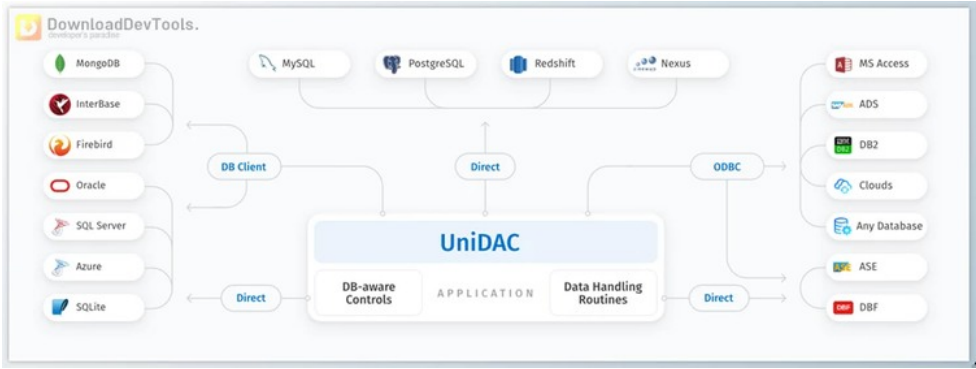 DownloadDevTools.
developer's paradise
MongoDB
InterBase
Firebird
Oracle
SQL Server
Azure
SQLite
MySQL
PostgreSQL
Redshift
Nexus
MS Access
ADS
DB2
Clouds
Any Database
ASE
DBF
DB Client
Direct
ODBC
Direct
Direct
UniDAC
DB-aware
Controls
APPLICATION
Data Handling
Routines